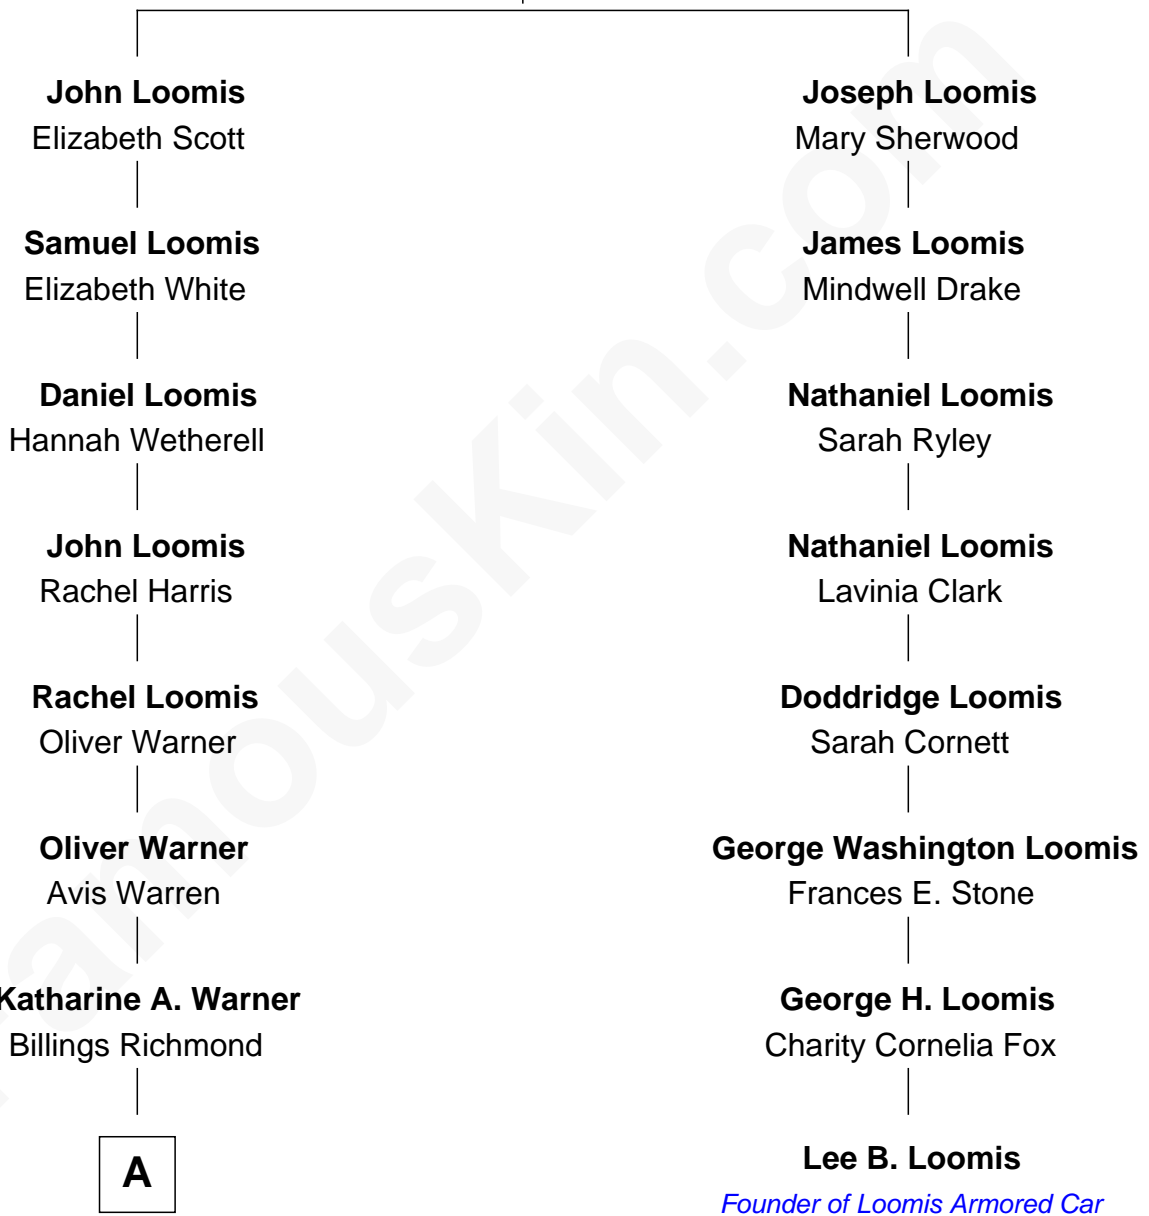 John Loomis
Elizabeth Scott
Samuel Loomis
Elizabeth White
Daniel Loomis
Hannah Wetherell
John Loomis
Rachel Harris
Rachel Loomis
Oliver Warner
Oliver Warner
Avis Warren
Katharine A. Warner
Billings Richmond
A
Joseph Loomis
Mary Sherwood
James Loomis
Mindwell Drake
Nathaniel Loomis
Sarah Ryley
Nathaniel Loomis
Lavinia Clark
Doddridge Loomis
Sarah Cornett
George Washington Loomis
Frances E. Stone
George H. Loomis
Charity Cornelia Fox
Lee B. Loomis
Founder of Loomis Armored Car
FamousKin.com